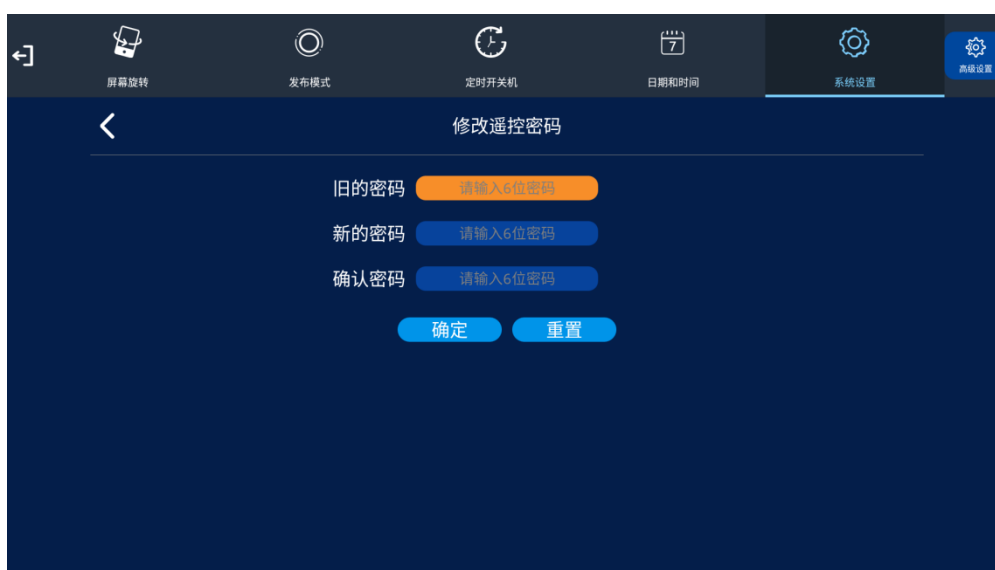 屏幕旋转
发布模式
定时开关机
7
日期和时间
系统设置
高级设置
修改遥控密码
旧的密码 请输入6位密码
新的密码 请输入6位密码
确认密码 请输入6位密码
确定 重置